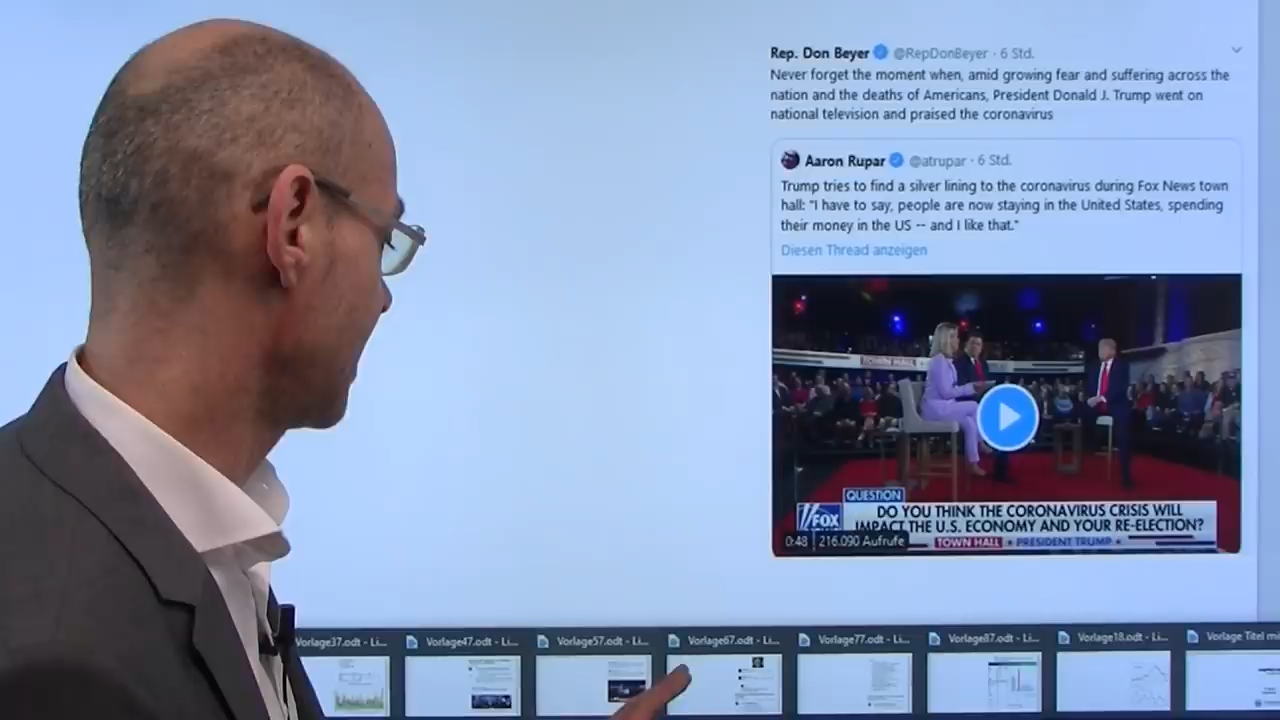 Rep. Don Beyer @RepDonBeyer · 6 Std.
Never forget the moment when, amid growing fear and suffering across the
nation and the deaths of Americans, President Donald J. Trump went on
national television and praised the coronavirus
Aaron Rupar @atrupar · 6 Std.
Trump tries to find a silver lining to the coronavirus during Fox News town
hall: "I have to say, people are now staying in the United States, spending
their money in the US -- and I like that."
Diesen Thread anzeigen
TOWN HALL
QUESTION
FOX
DO YOU THINK THE CORONAVIRUS CRISIS WILL
IMPACT THE U.S. ECONOMY AND YOUR RE-ELECTION?
0:48 216.090 Aufrufe
TOWN HALL • PRESIDENT TRUMP •
Vorlage37.odt - Li... Vorlage47.odt - Li... Vorlage57.odt - Li... Vorlage67.odt - Li... Vorlage77.odt - Li... Vorlage87.odt - Li... Vorlage18.odt - Li... Vorlage Titel